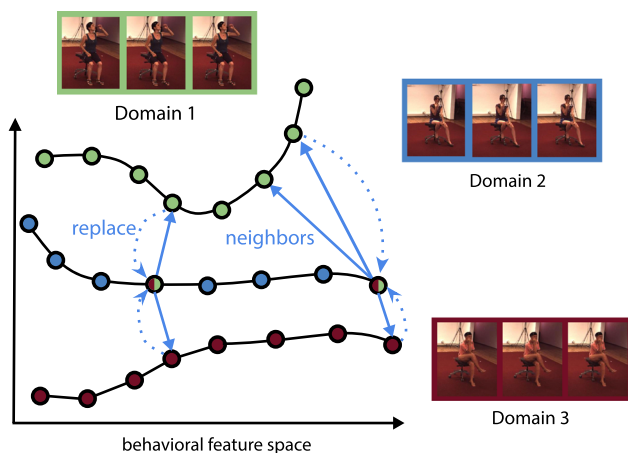 Domain 1
Domain 2
replace
neighbors
Domain 3
behavioral feature space